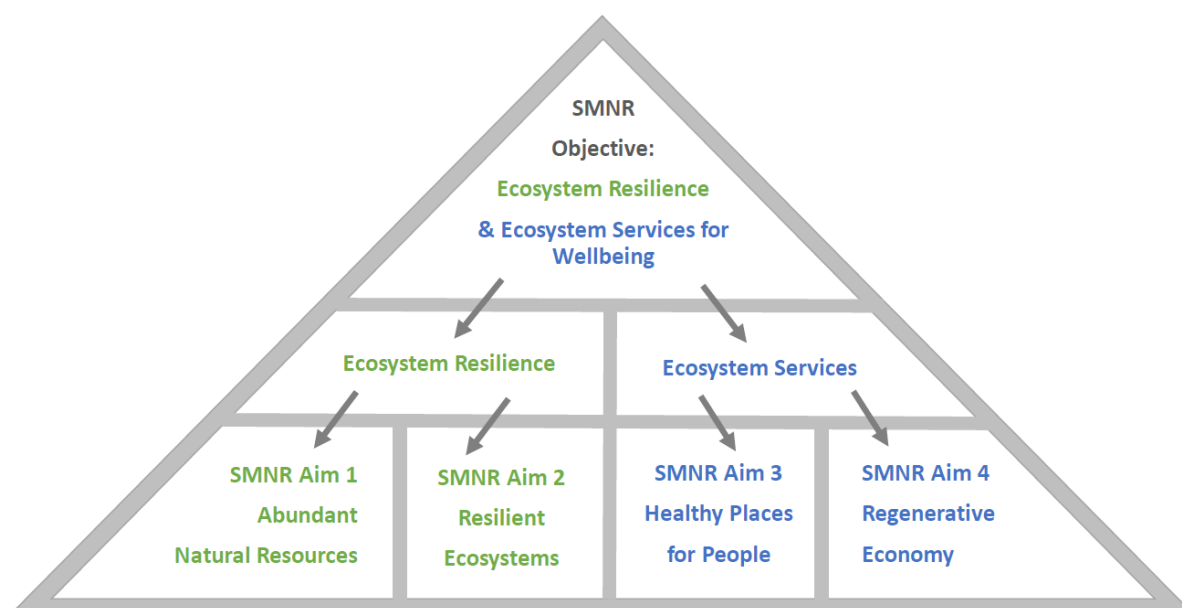 SMNR
Objective:
Ecosystem Resilience
& Ecosystem Services for
Wellbeing
Ecosystem Resilience
Ecosystem Services
SMNR Aim 1
Abundant
Natural Resources
SMNR Aim 2
Resilient
Ecosystems
SMNR Aim 3
Healthy Places
for People
SMNR Aim 4
Regenerative
Economy